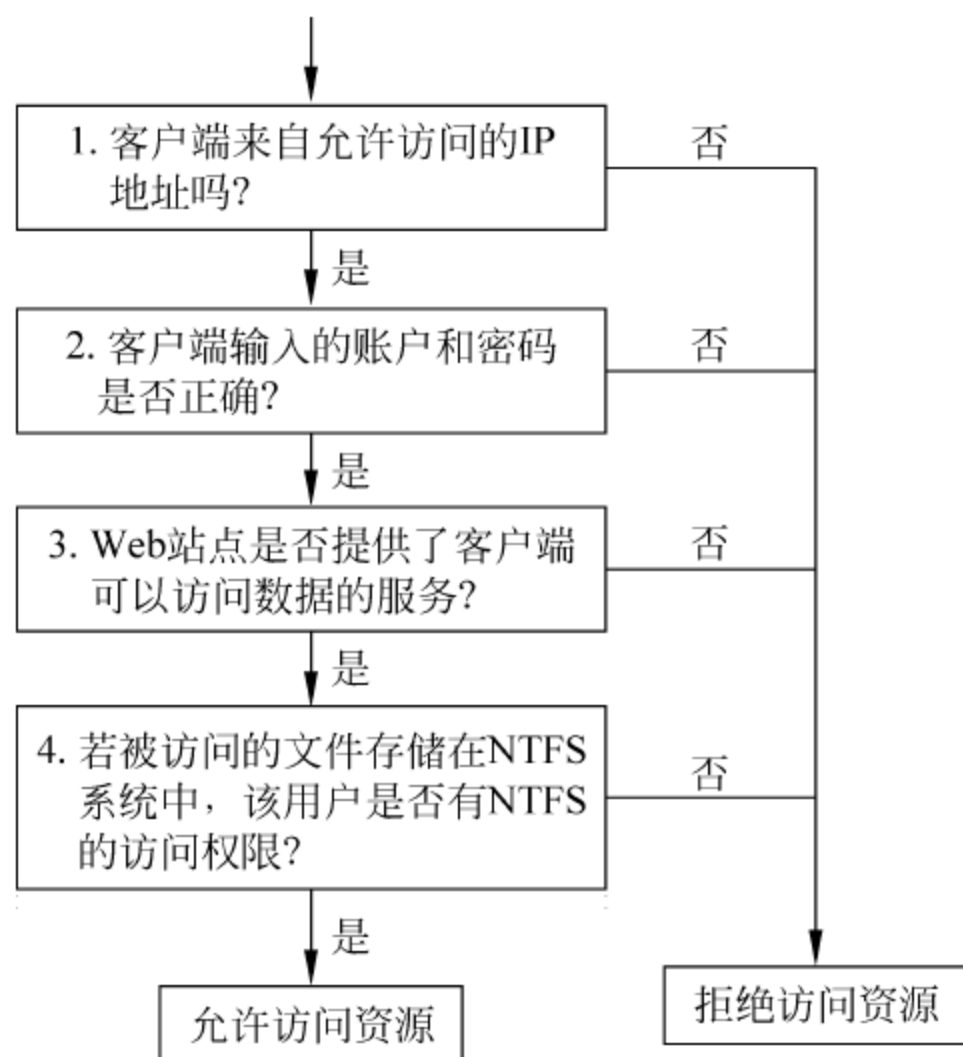 1. 客户端来自允许访问的IP
地址吗?
否
是
2. 客户端输入的账户和密码
是否正确?
否
是
3. Web站点是否提供了客户端
可以访问数据的服务?
否
是
4. 若被访问的文件存储在NTFS
系统中，该用户是否有NTFS
的访问权限?
否
是
允许访问资源
拒绝访问资源